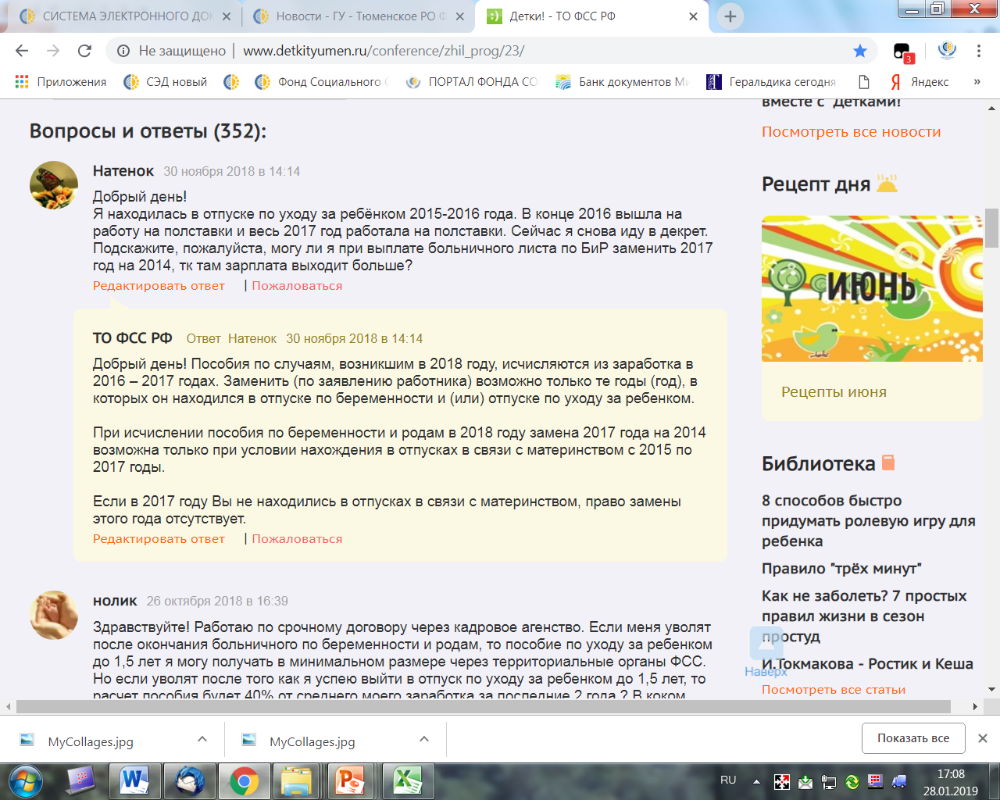 СИСТЕМА ЭЛЕКТРОННОГО ДО
Новости - ГУ - Тюменское РО Ф
Детки! - ТО ФСС РФ
Не защищено | www.detkityumen.ru/conference/zhil_prog/23/
3
Приложения
СЭД новый
Фонд Социального С
ПОРТАЛ ФОНДА СО
Банк документов Ми
Геральдика сегодня
Яндекс
»
вместе с "Детками!"
Посмотреть все новости
Вопросы и ответы (352):
Натенок 30 ноября 2018 в 14:14
Добрый день!
Я находилась в отпуске по уходу за ребёнком 2015-2016 года. В конце 2016 вышла на
работу на полставки и весь 2017 год работала на полставки. Сейчас я снова иду в декрет.
Подскажите, пожалуйста, могу ли я при выплате больничного листа по БиР заменить 2017
год на 2014, тк там зарплата выходит больше?
Редактировать ответ | Пожаловаться
ТО ФСС РФ Ответ Натенок 30 ноября 2018 в 14:14
Добрый день! Пособия по случаям, возникшим в 2018 году, исчисляются из заработка в
2016 – 2017 годах. Заменить (по заявлению работника) возможно только те годы (год), в
которых он находился в отпуске по беременности и (или) отпуске по уходу за ребенком.
При исчислении пособия по беременности и родам в 2018 году замена 2017 года на 2014
возможна только при условии нахождения в отпусках в связи с материнством с 2015 по
2017 годы.
Если в 2017 году Вы не находились в отпусках в связи с материнством, право замены
этого года отсутствует.
Редактировать ответ | Пожаловаться
нолик 26 октября 2018 в 16:39
Здравствуйте! Работаю по срочному договору через кадровое агенство. Если меня уволят
после окончания больничного по беременности и родам, то пособие по уходу за ребенком
до 1,5 лет я могу получать в минимальном размере через территориальные органы ФСС.
Но если уволят после того как я успею выйти в отпуск по уходу за ребенком до 1,5 лет, то
расчет пособия будет 40% от среднего моего заработка за последние 2 года ? В коком
Рецепт дня
ИЮНЬ
Рецепты июня
Библиотека
8 способов быстро
придумать ролевую игру для
ребенка
Правило "трёх минут"
Как не заболеть? 7 простых
правил жизни в сезон
простуд
И.Токмакова - Ростик и Кеша
Посмотреть все статьи
Наверх
MyCollages.jpg
MyCollages.jpg
Показать все
RU
17:08
28.01.2019